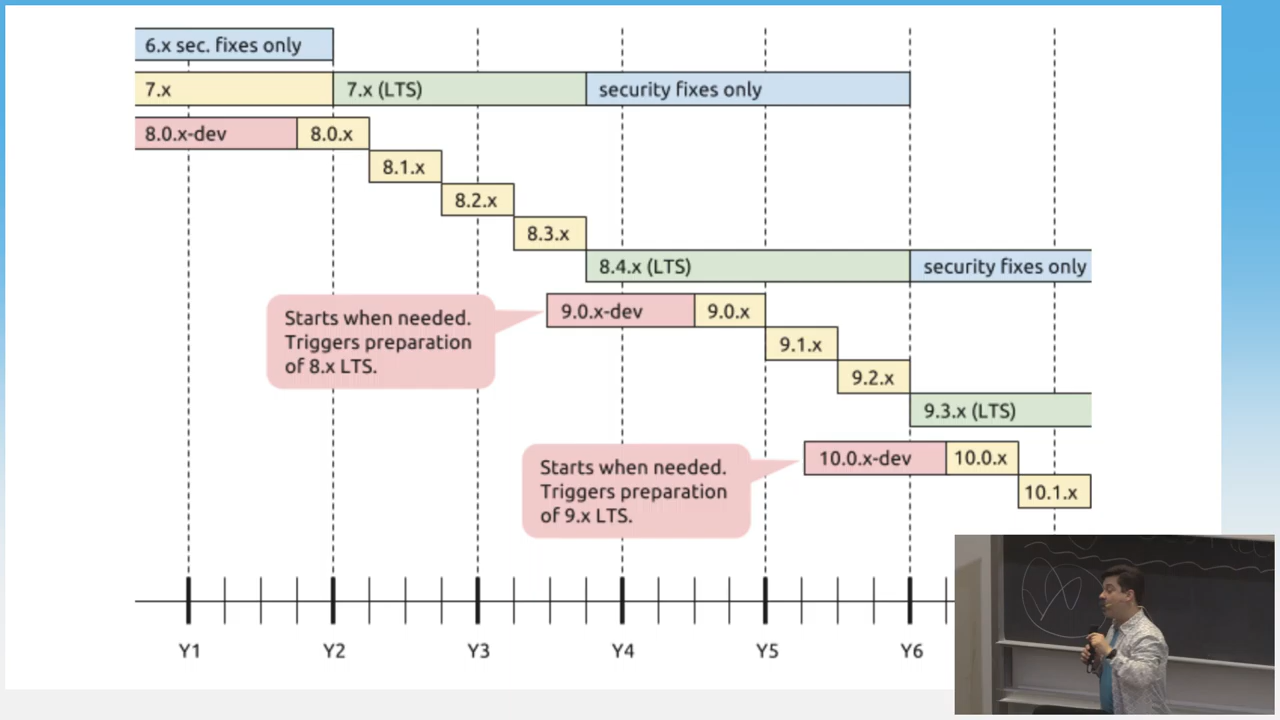 6.x sec. fixes only
7.x
7.x (LTS)
security fixes only
8.0.x-dev
8.0.x
8.1.x
8.2.x
8.3.x
8.4.x (LTS)
security fixes only
Starts when needed.
Triggers preparation
of 8.x LTS.
9.0.x-dev
9.0.x
9.1.x
9.2.x
9.3.x (LTS)
Starts when needed.
Triggers preparation
of 9.x LTS.
10.0.x-dev
10.0.x
10.1.x
Y1
Y2
Y3
Y4
Y5
Y6